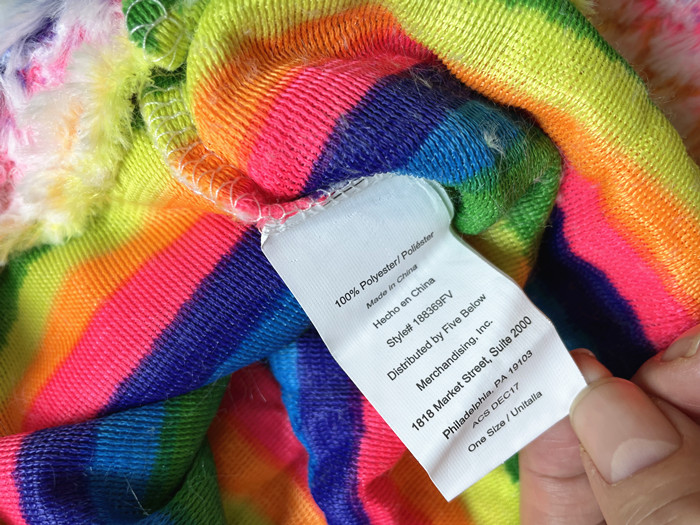 100% Polyester/ Poliéster
Made in China
Hecho en China
Style# 188369FV
Distributed by Five Below
Merchandising, Inc.
1818 Market Street, Suite 2000
Philadelphia, PA 19103
ACS DEC17
One Size / Unitalla